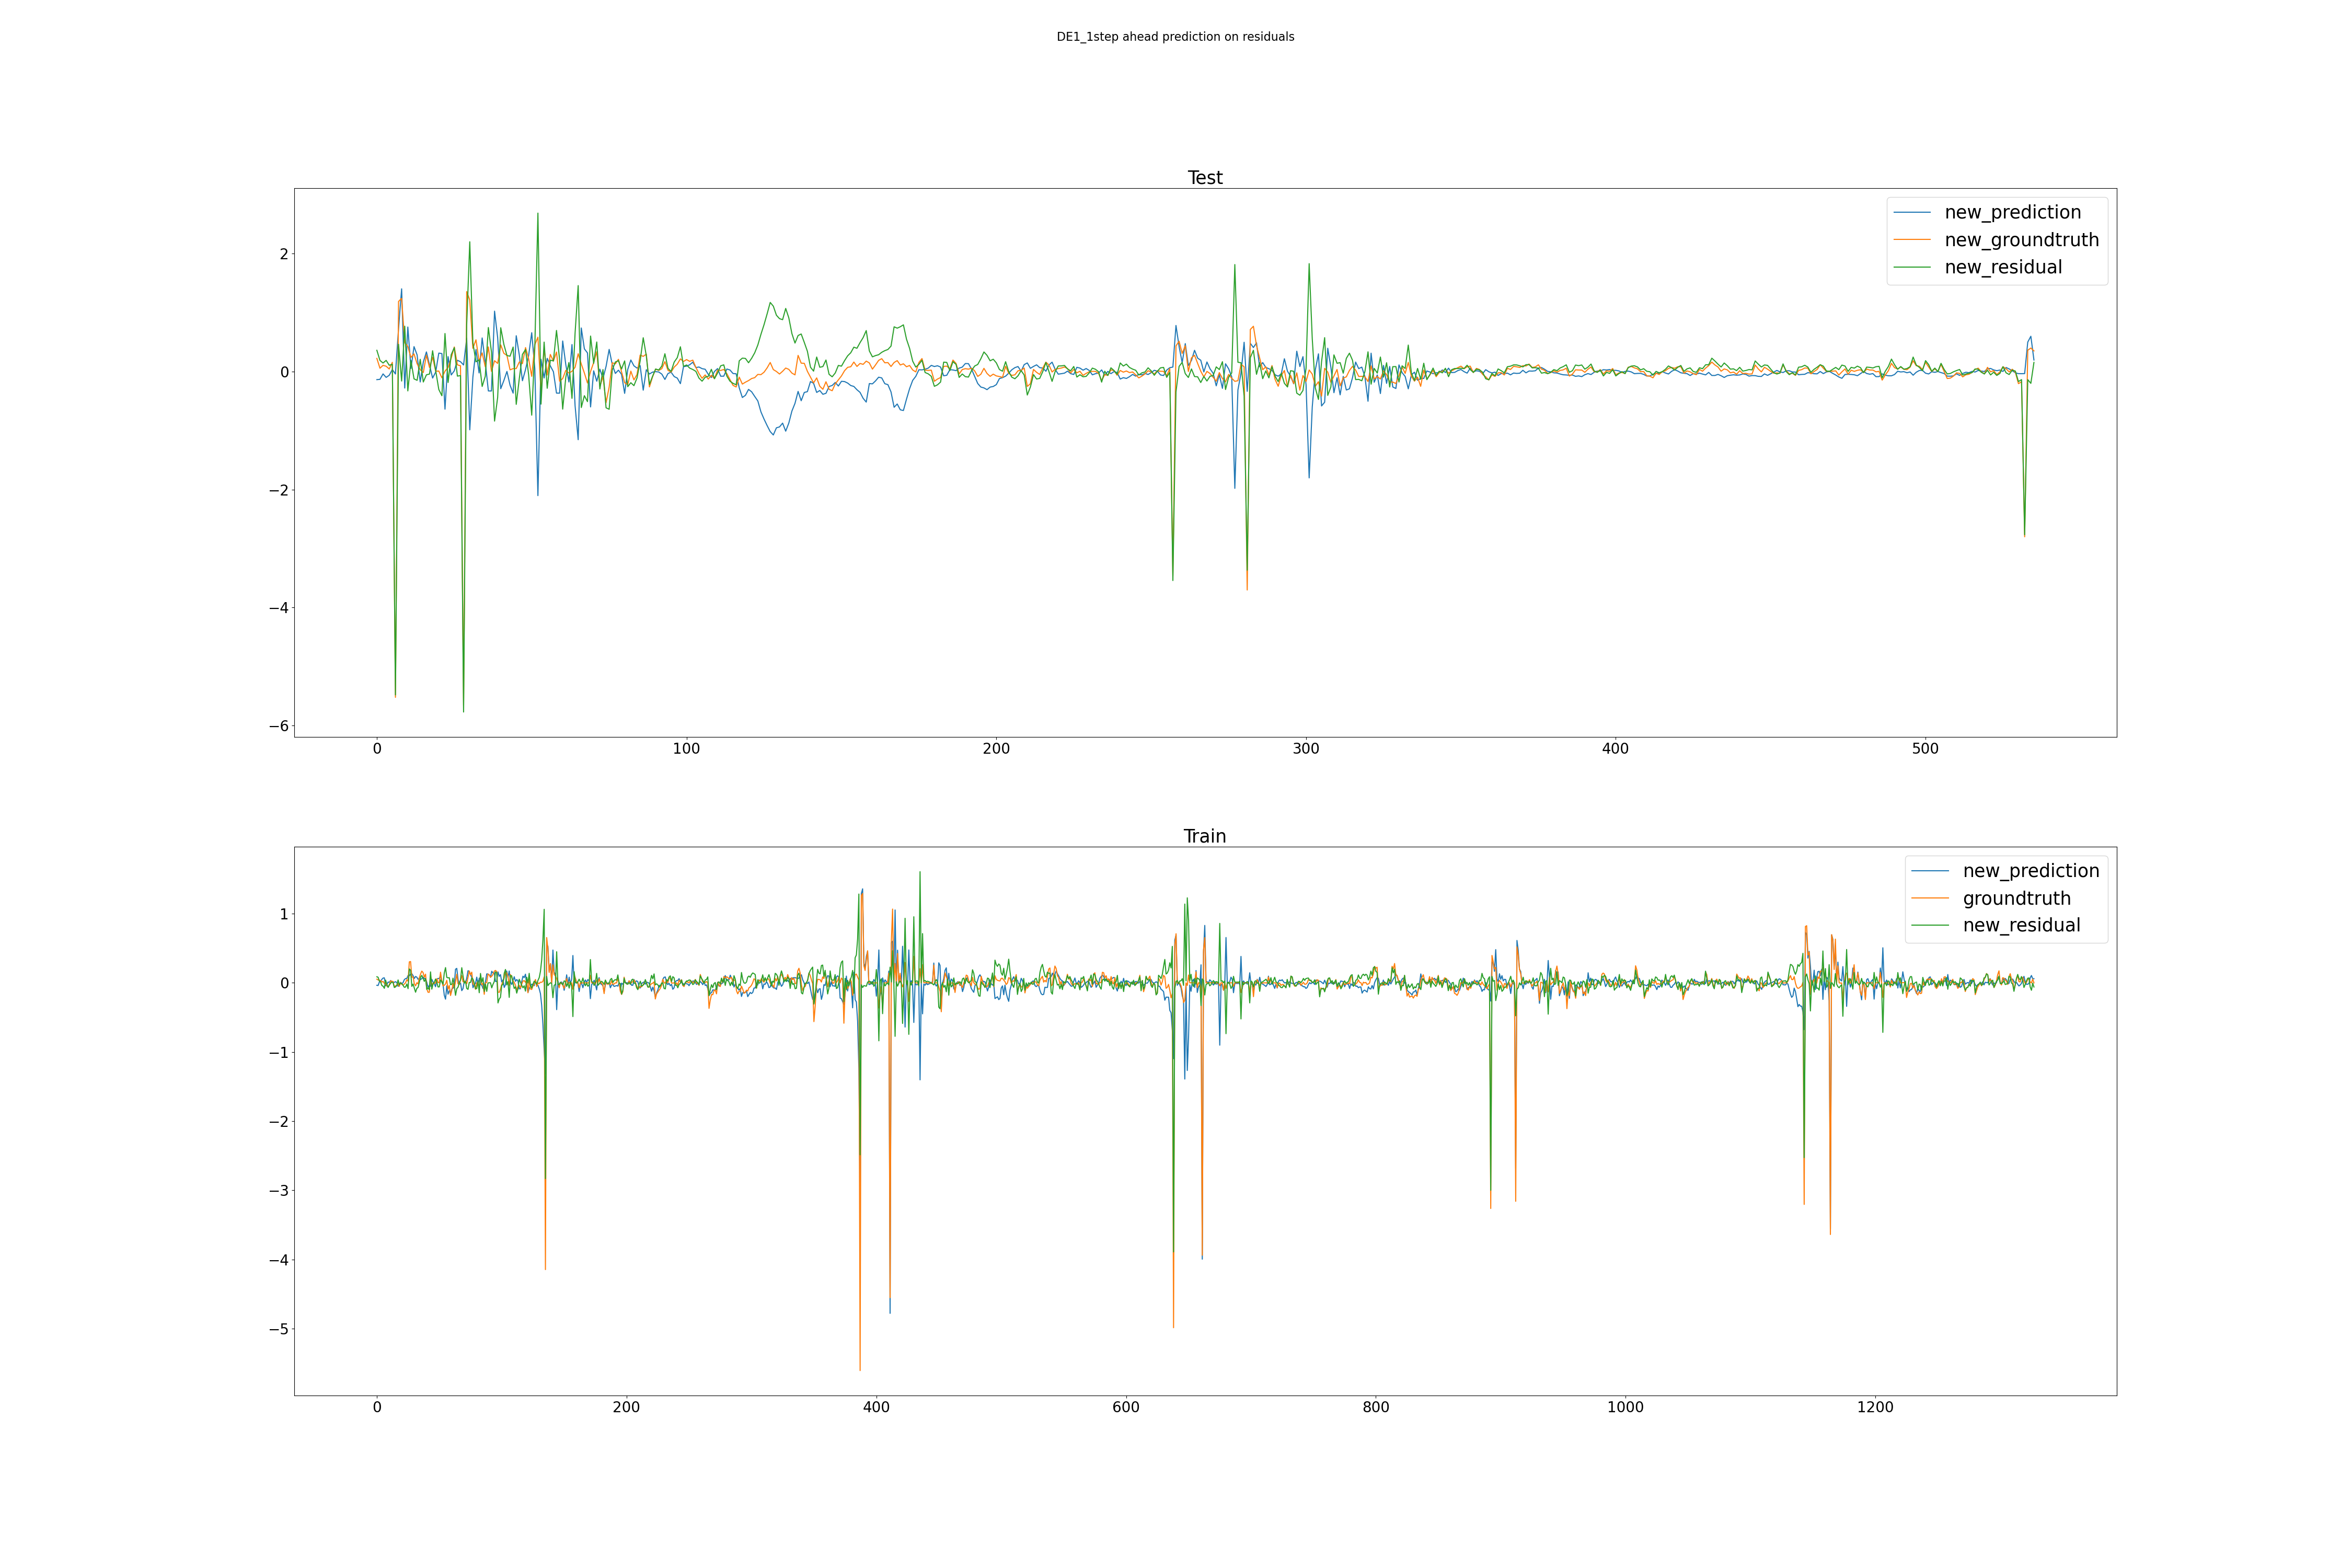 DE1_1step ahead prediction on residuals
Test
new_prediction
new_groundtruth
new_residual
2
0
−2
−4
−6
0 100 200 300 400 500
Train
new_prediction
groundtruth
new_residual
1
0
−1
−2
−3
−4
−5
0 200 400 600 800 1000 1200